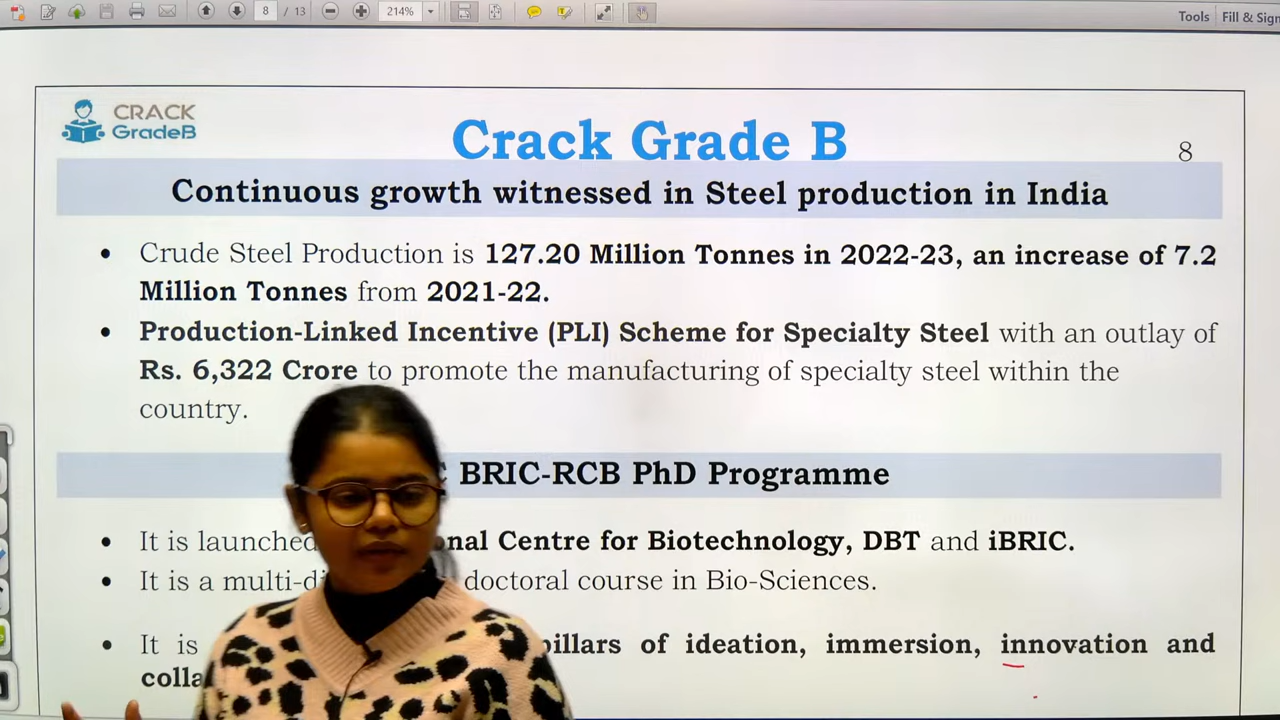 8 / 13
214%
Tools Fill & Sign
CRACK
GradeB
Crack Grade B
8
Continuous growth witnessed in Steel production in India
• Crude Steel Production is 127.20 Million Tonnes in 2022-23, an increase of 7.2
Million Tonnes from 2021-22.
• Production-Linked Incentive (PLI) Scheme for Specialty Steel with an outlay of
Rs. 6,322 Crore to promote the manufacturing of specialty steel within the
country.
BRIC-RCB PhD Programme
• It is launched Centre for Biotechnology, DBT and iBRIC.
• It is a doctoral course in Bio-Sciences.
• It is pillars of ideation, immersion, innovation and